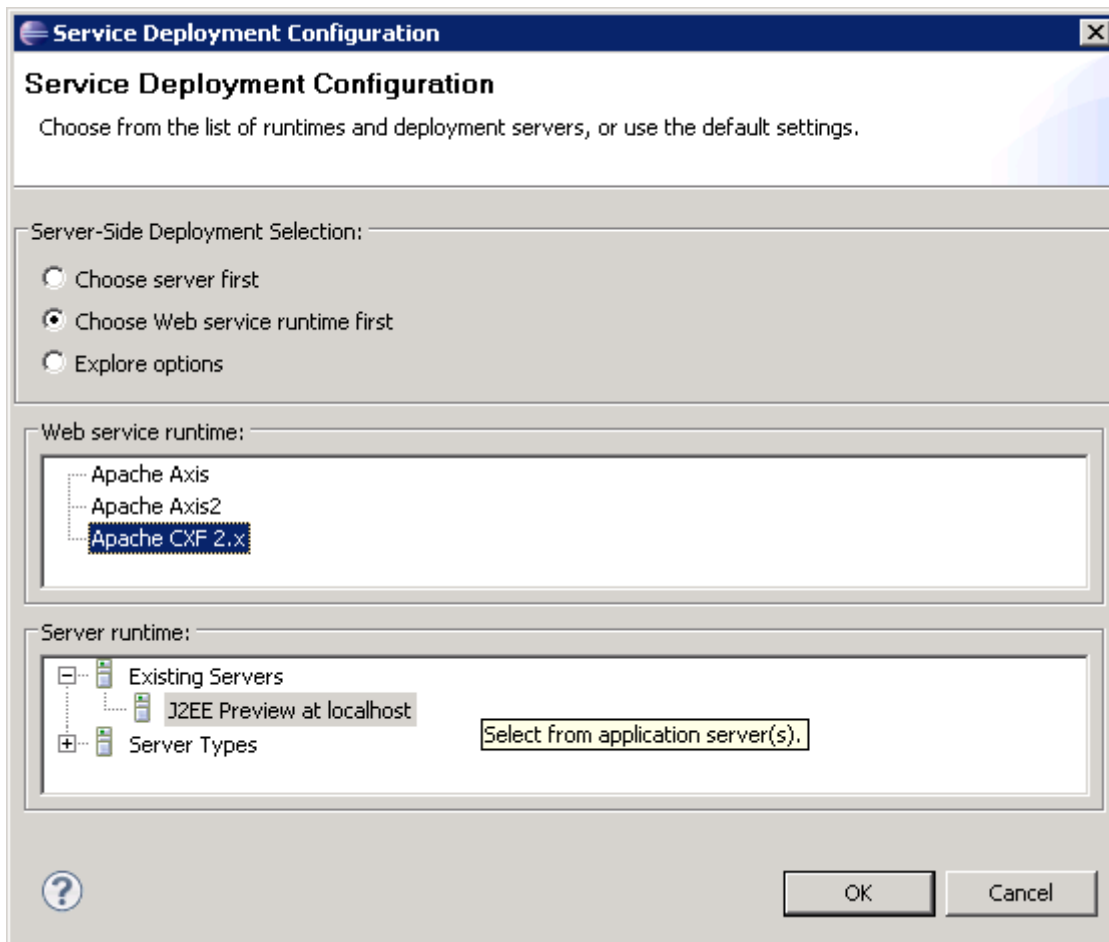 Service Deployment Configuration
Service Deployment Configuration
Choose from the list of runtimes and deployment servers, or use the default settings.
Server-Side Deployment Selection:
Choose server first
Choose Web service runtime first
Explore options
Web service runtime:
Apache Axis
Apache Axis2
Apache CXF 2.x
Server runtime:
Existing Servers
J2EE Preview at localhost
Server Types
Select from application server(s).
?
OK
Cancel